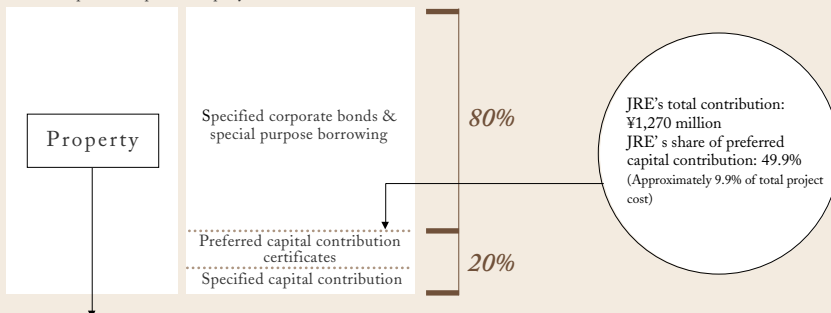 Property
Specified corporate bonds &
special purpose borrowing
Preferred capital contribution
certificates
Specified capital contribution
80%
20%
JRE's total contribution:
¥1,270 million
JRE' s share of preferred
capital contribution: 49.9%
(Approximately 9.9% of total project
cost)